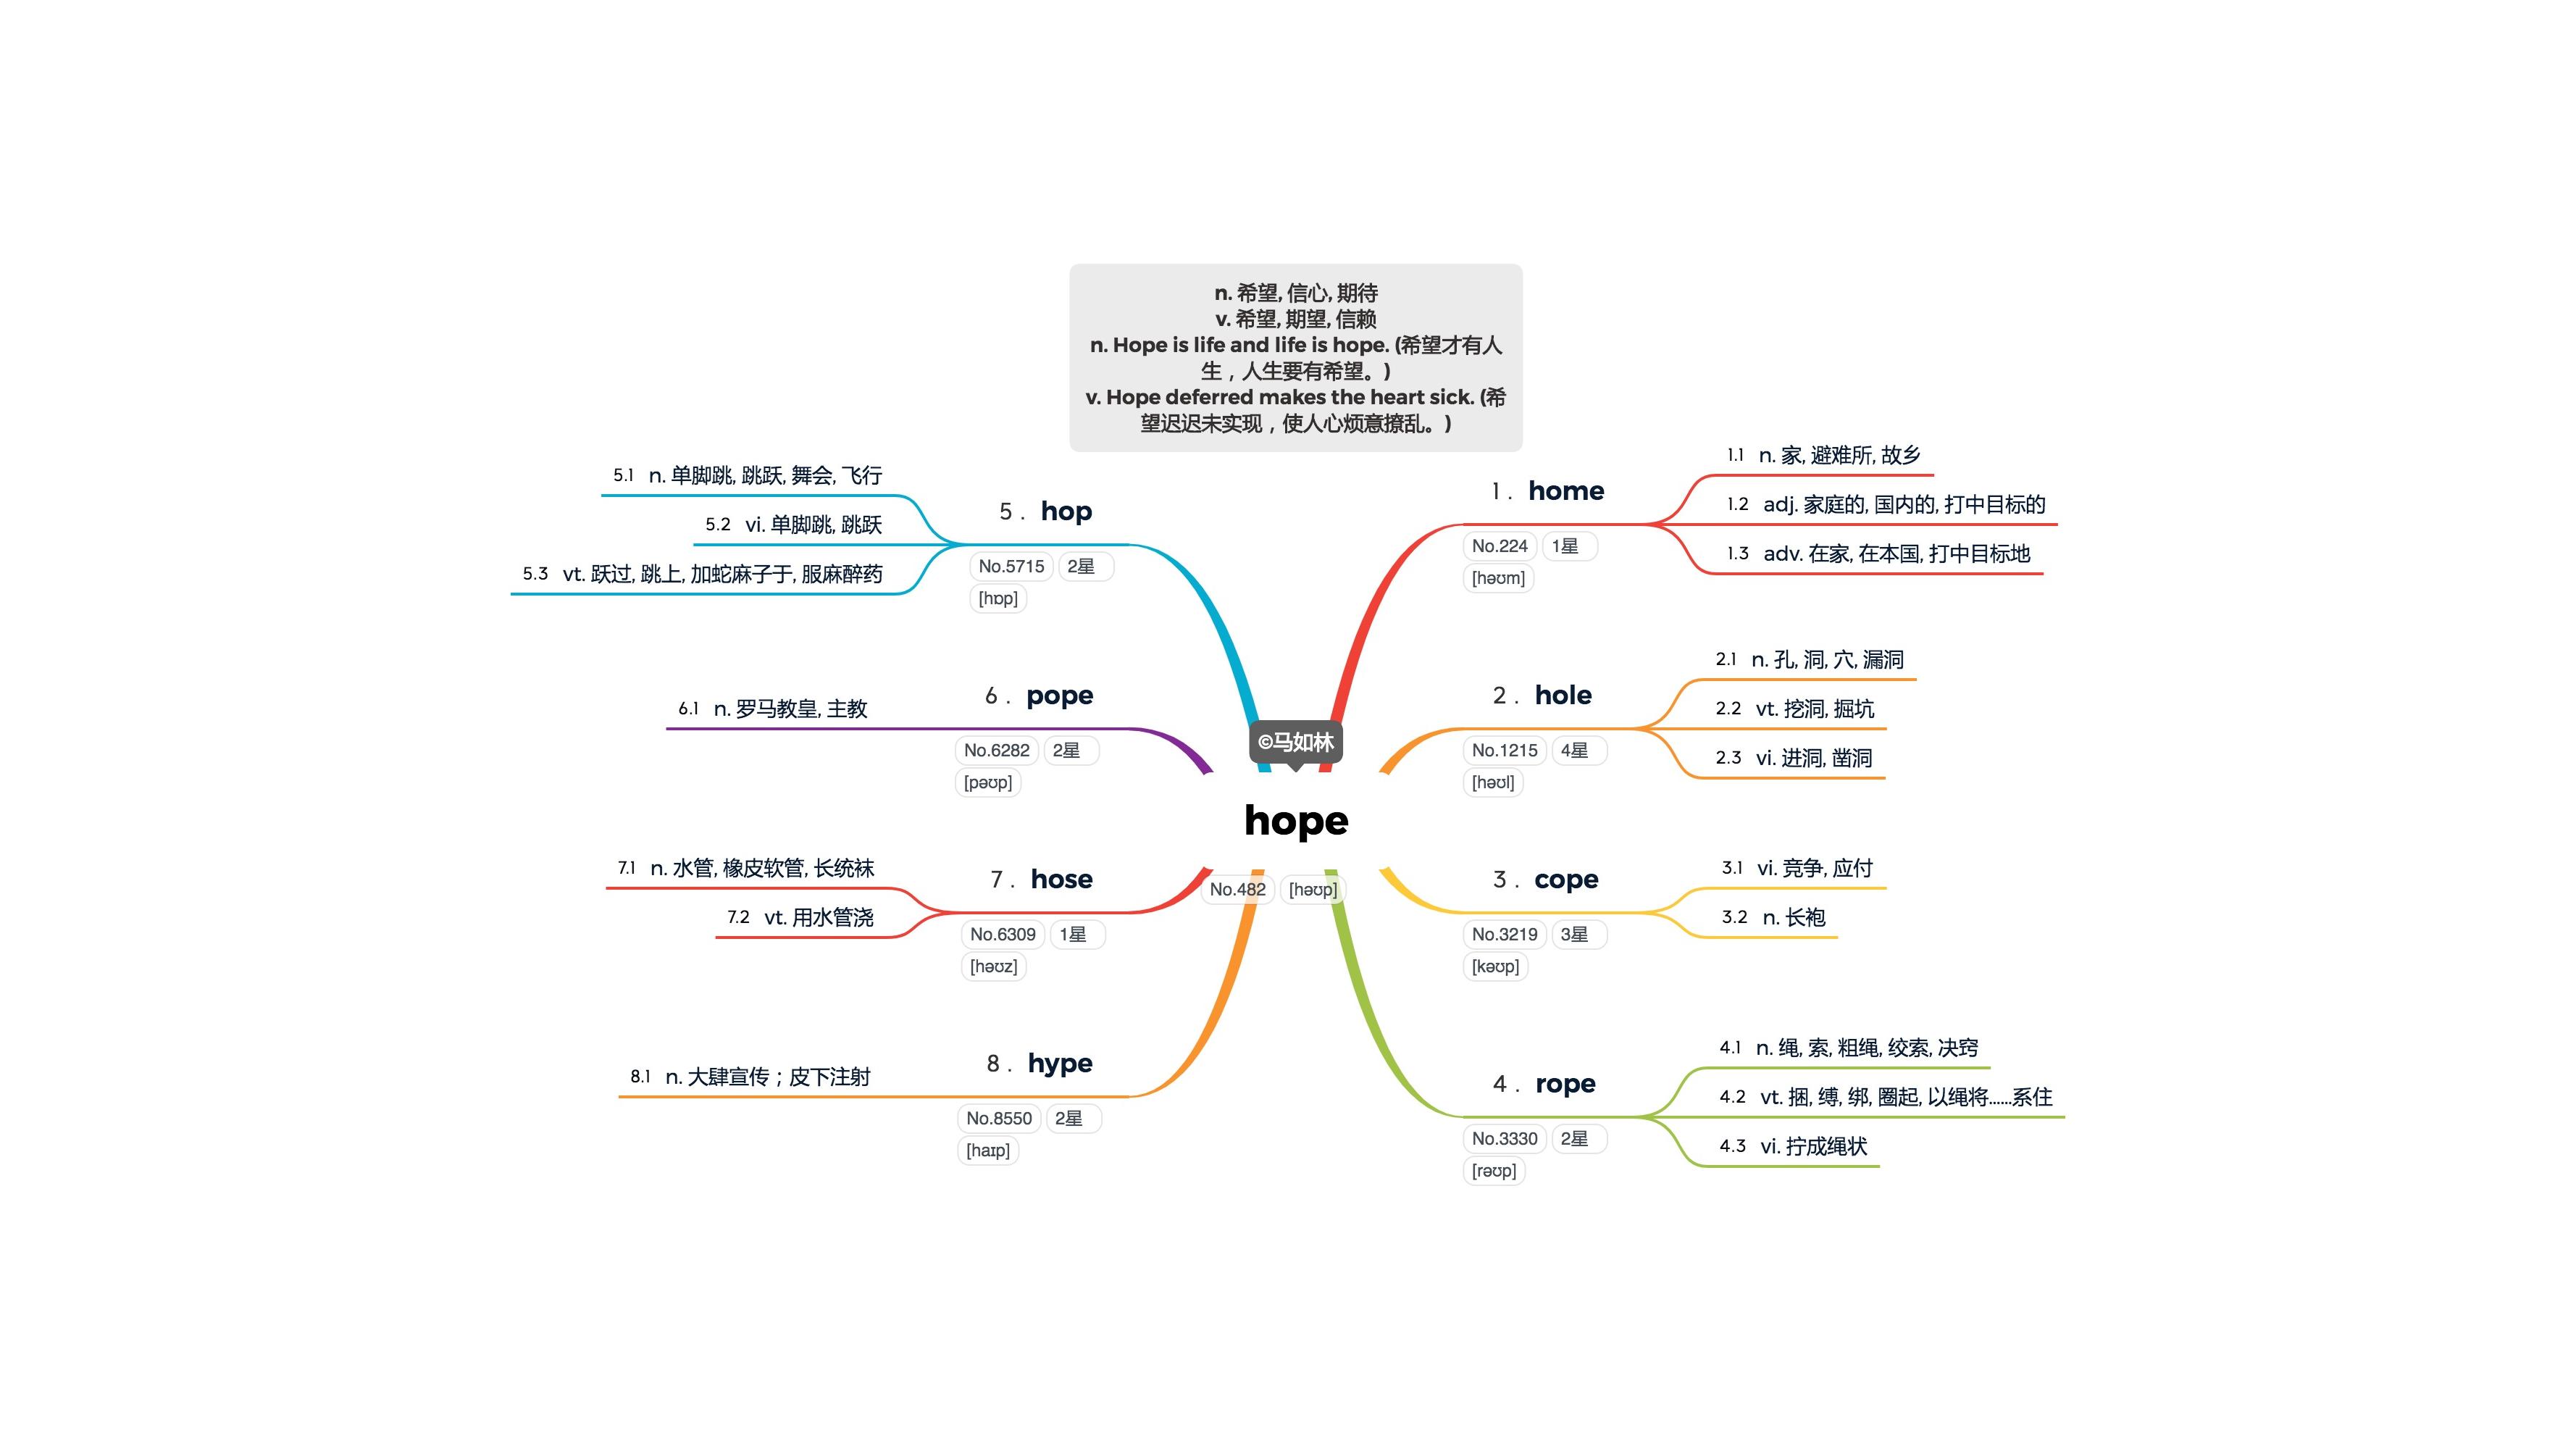 n. 希望, 信心, 期待
v. 希望, 期望, 信赖
n. Hope is life and life is hope. (希望才有人
生，人生要有希望。)
v. Hope deferred makes the heart sick. (希
望迟迟未实现，使人心烦意撩乱。)
©马如林
hope
No.482 [həʊp]
1. home
No.224 1星
[həʊm]
1.1 n. 家, 避难所, 故乡
1.2 adj. 家庭的, 国内的, 打中目标的
1.3 adv. 在家, 在本国, 打中目标地
2. hole
No.1215 4星
[həʊl]
2.1 n. 孔, 洞, 穴, 漏洞
2.2 vt. 挖洞, 掘坑
2.3 vi. 进洞, 凿洞
3. cope
No.3219 3星
[kəʊp]
3.1 vi. 竞争, 应付
3.2 n. 长袍
4. rope
No.3330 2星
[rəʊp]
4.1 n. 绳, 索, 粗绳, 绞索, 决窍
4.2 vt. 捆, 缚, 绑, 圈起, 以绳将……系住
4.3 vi. 拧成绳状
5. hop
No.5715 2星
[hɒp]
5.1 n. 单脚跳, 跳跃, 舞会, 飞行
5.2 vi. 单脚跳, 跳跃
5.3 vt. 跃过, 跳上, 加蛇麻子于, 服麻醉药
6. pope
No.6282 2星
[pəʊp]
6.1 n. 罗马教皇, 主教
7. hose
No.6309 1星
[həʊz]
7.1 n. 水管, 橡皮软管, 长统袜
7.2 vt. 用水管浇
8. hype
No.8550 2星
[haɪp]
8.1 n. 大肆宣传；皮下注射